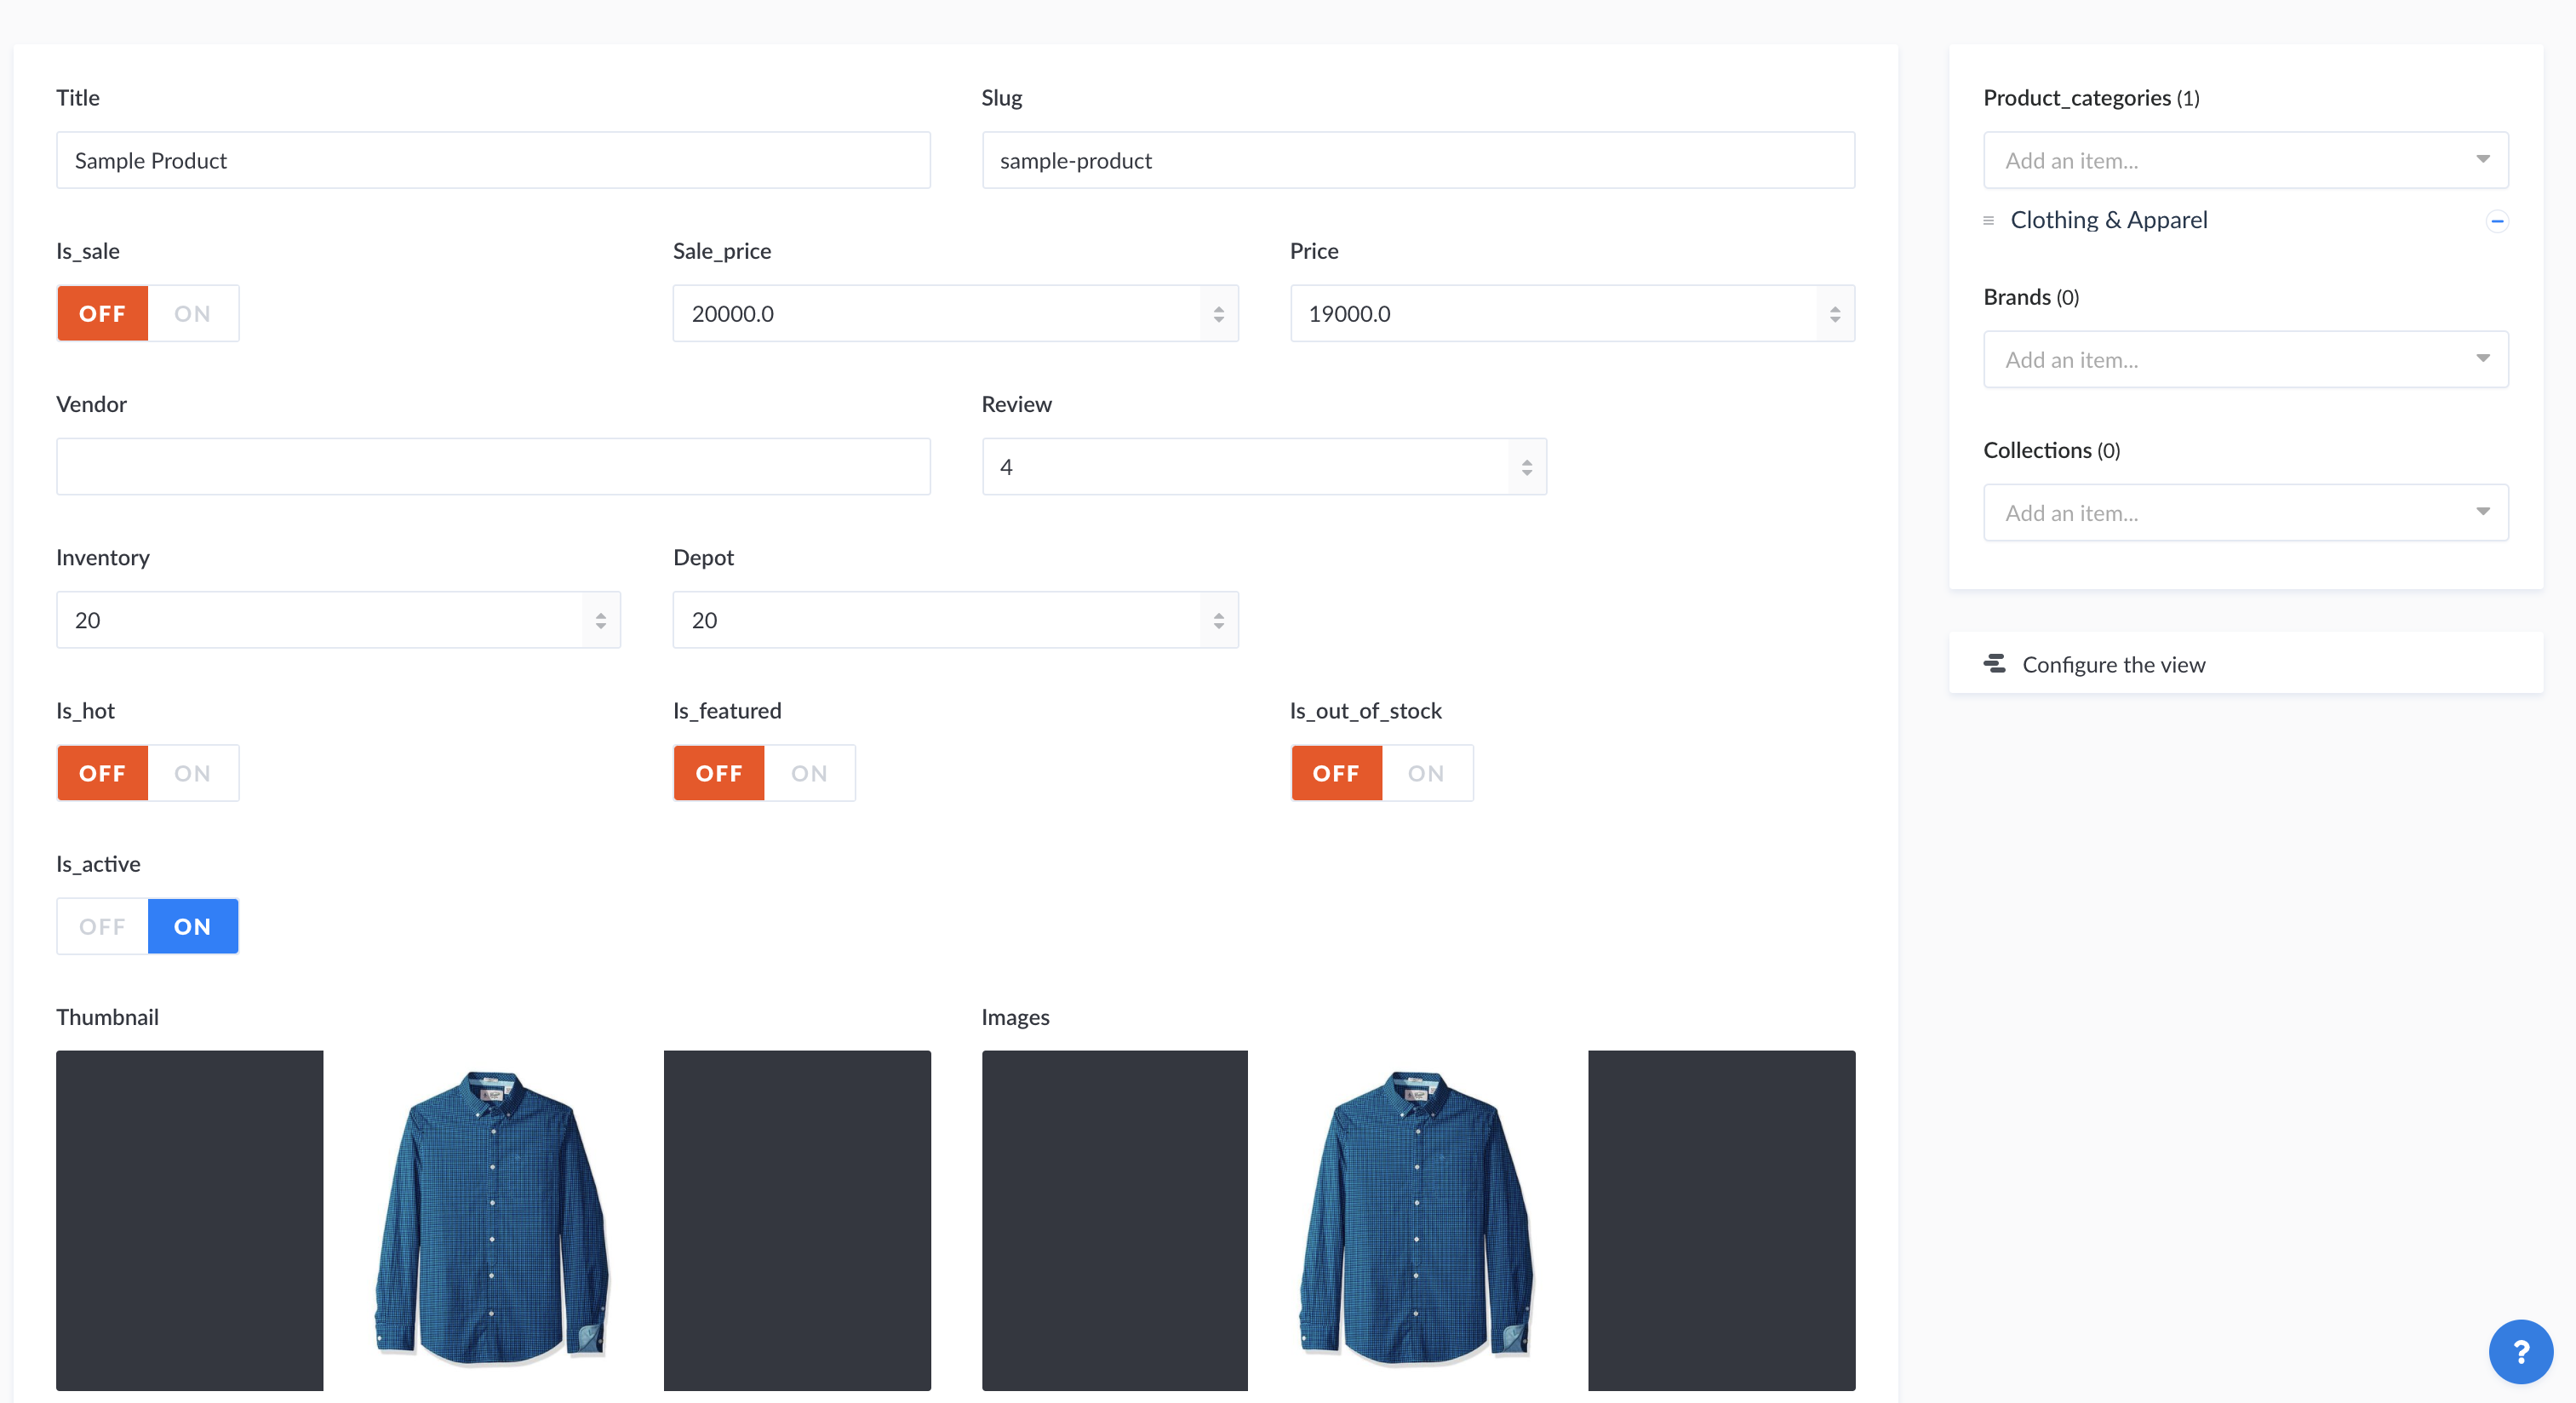 Title
Slug
Sample Product
sample-product
Is_sale
Sale_price
Price
OFF ON
20000.0
19000.0
Vendor
Review
4
Inventory
Depot
20
20
Is_hot
Is_featured
Is_out_of_stock
OFF ON
OFF ON
OFF ON
Is_active
OFF ON
Thumbnail
Images
Product_categories (1)
Add an item...
Clothing & Apparel
Brands (0)
Add an item...
Collections (0)
Add an item...
Configure the view
?